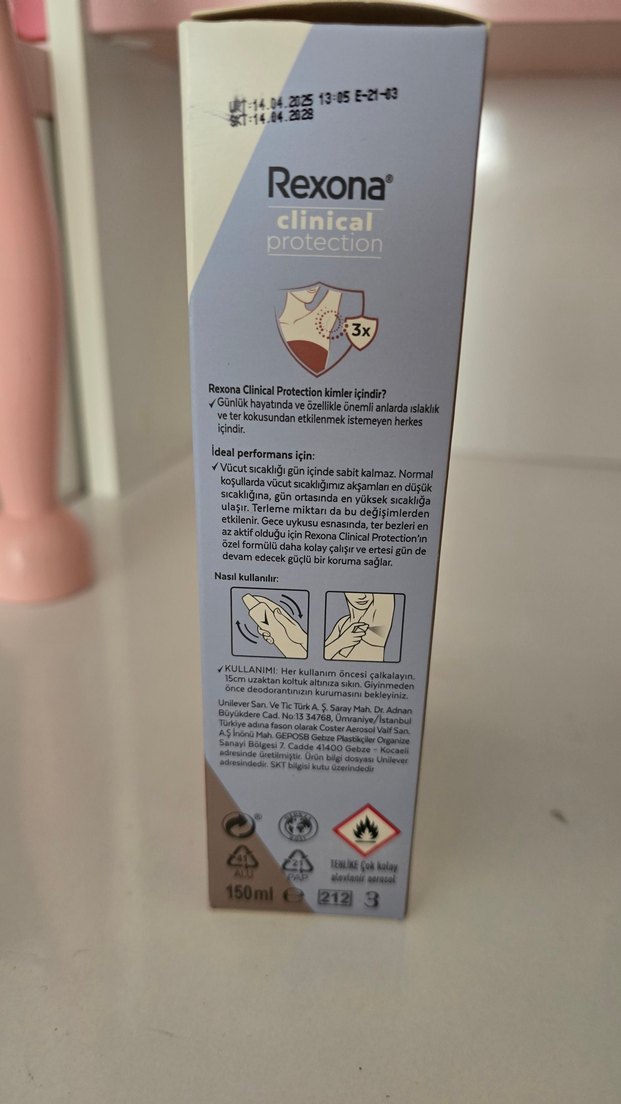 ÜRT:14.04.2025 13:05 E-21-03
SKT:14.04.2028
Rexona®
clinical
protection
3x
Rexona Clinical Protection kimler içindir?
✓ Günlük hayatında ve özellikle önemli anlarda ıslaklık
ve ter kokusundan etkilenmek istemeyen herkes
içindir.
İdeal performans için:
✓ Vücut sıcaklığı gün içinde sabit kalmaz. Normal
koşullarda vücut sıcaklığımız akşamları en düşük
sıcaklığına, gün ortasında en yüksek sıcaklığa
ulaşır. Terleme miktarı da bu değişimlerden
etkilenir. Gece uykusu esnasında, ter bezleri en
az aktif olduğu için Rexona Clinical Protection'ın
özel formülü daha kolay çalışır ve ertesi gün de
devam edecek güçlü bir koruma sağlar.
Nasıl kullanılır:
✓ KULLANIMI: Her kullanım öncesi çalkalayın.
15cm uzaktan koltuk altınıza sıkın. Giyinmeden
önce deodorantınızın kurumasını bekleyiniz.
Unilever San. Ve Tic Türk A. Ş. Saray Mah. Dr. Adnan
Büyükdere Cad. No:13 34768, Ümraniye/İstanbul
Türkiye adına fason olarak Coster Aerosol Valf San.
A.Ş İnönü Mah. GEPOSB Gebze Plastikçiler Organize
Sanayi Bölgesi 7. Cadde 41400 Gebze - Kocaeli
adresinde üretilmiştir. Ürün bilgi dosyası Unilever
adresindedir. SKT bilgisi kutu üzerindedir
®
41
ALU
21
PAP
TEHLİKE Çok kolay
alevlenir aerosol
150ml e 212 3